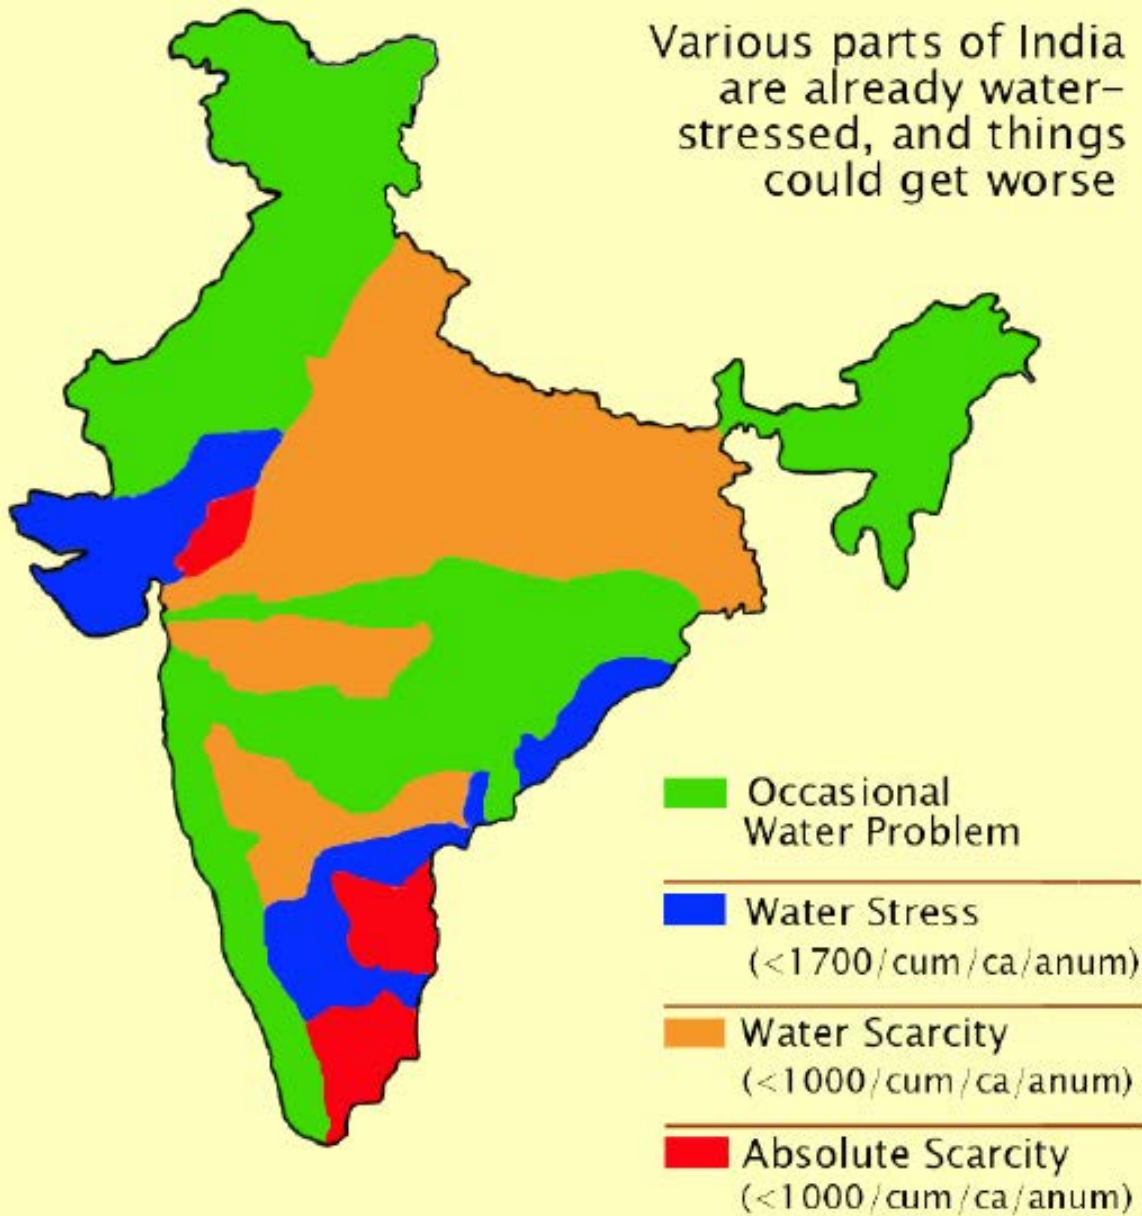 Various parts of India
are already water-
stressed, and things
could get worse
Occasional
Water Problem
Water Stress
(<1700/cum/ca/anum)
Water Scarcity
(<1000/cum/ca/anum)
Absolute Scarcity
(<1000/cum/ca/anum)